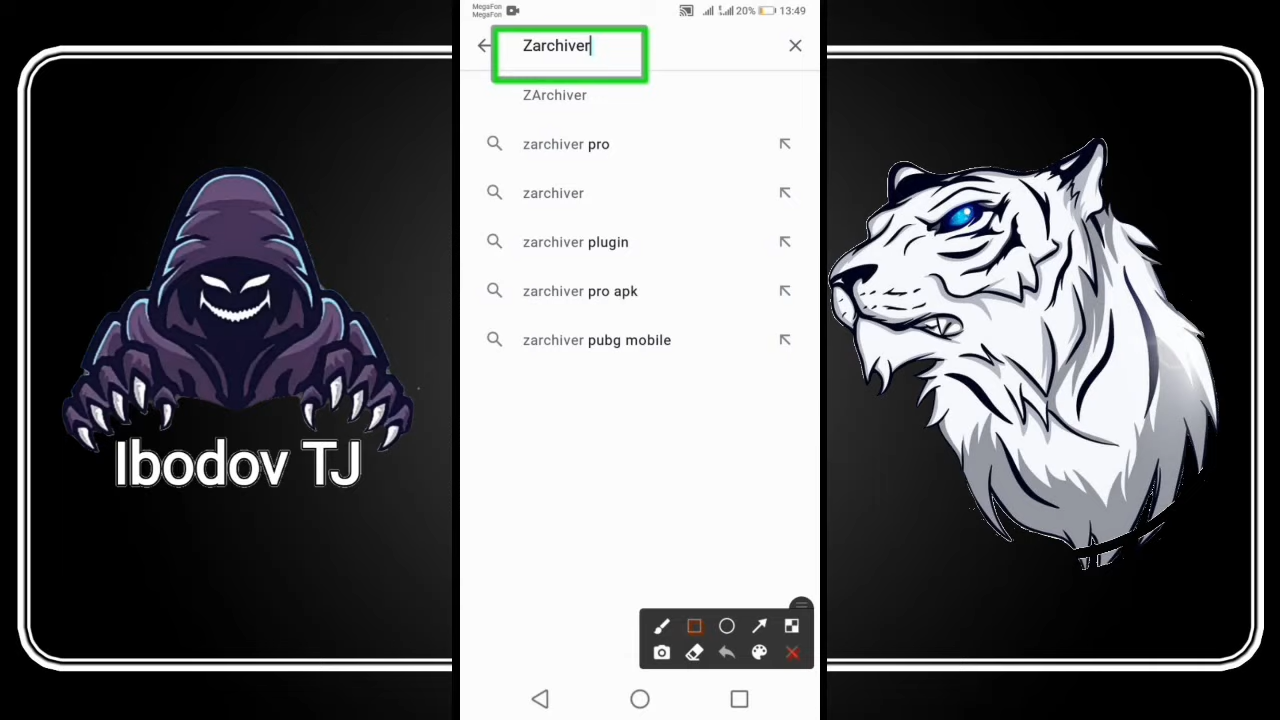 MegaFon
MegaFon
20%
13:49
Zarchiver
ZArchiver
zarchiver pro
zarchiver
zarchiver plugin
zarchiver pro apk
zarchiver pubg mobile
Ibodov TJ